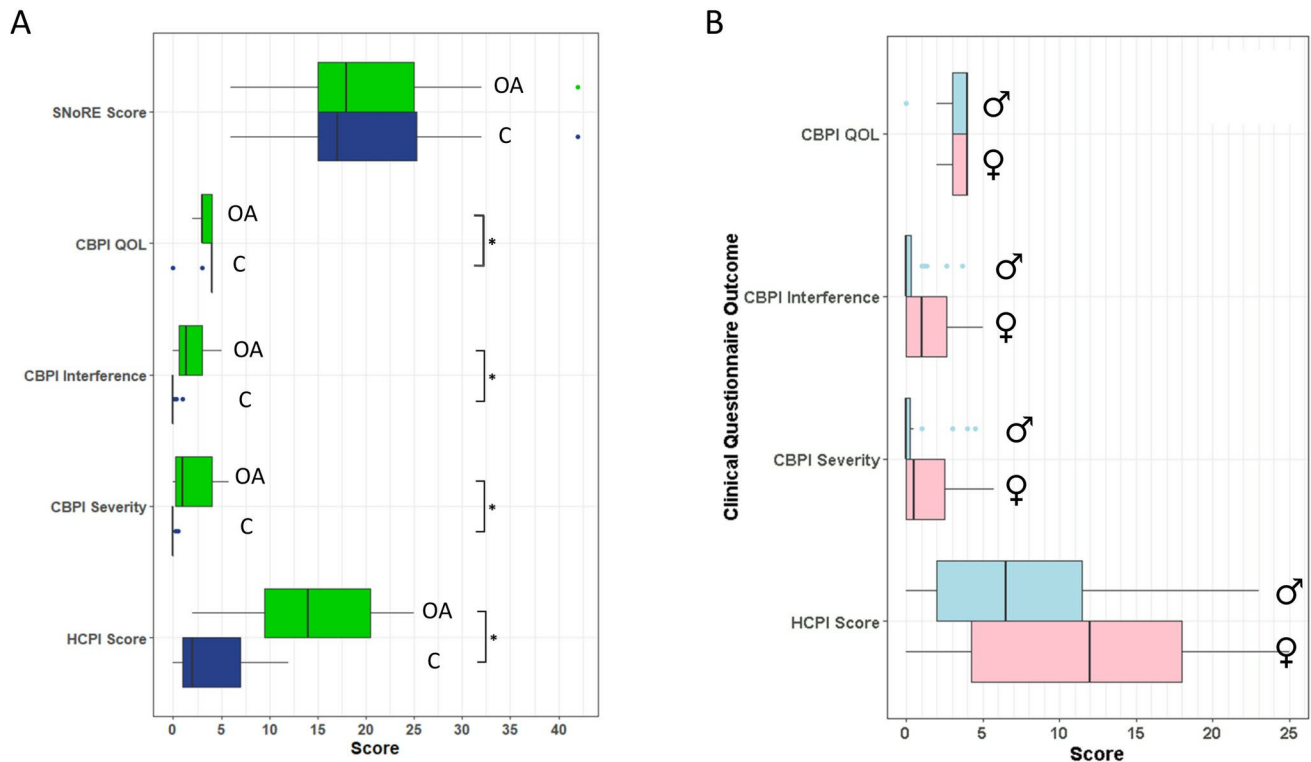 A
SNoRE Score
OA
C
CBPI QOL
OA
C
*
CBPI Interference
OA
C
*
CBPI Severity
OA
C
*
HCPI Score
OA
C
*
0 5 10 15 20 25 30 35 40
Score
B
Clinical Questionnaire Outcome
CBPI QOL
♂
♀
CBPI Interference
♂
♀
CBPI Severity
♂
♀
HCPI Score
♂
♀
0 5 10 15 20 25
Score